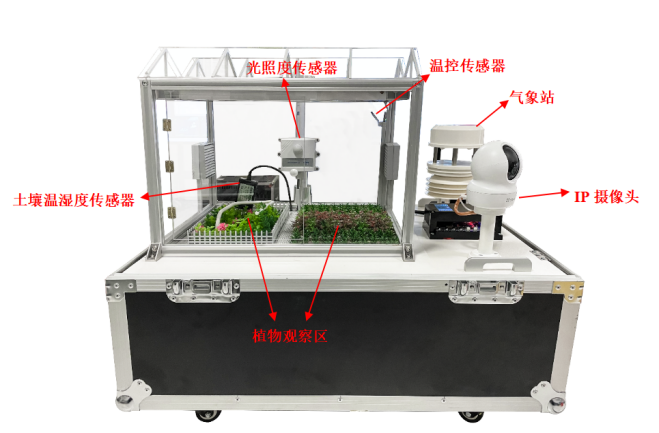 光照度传感器
温控传感器
气象站
土壤温湿度传感器
IP 摄像头
植物观察区